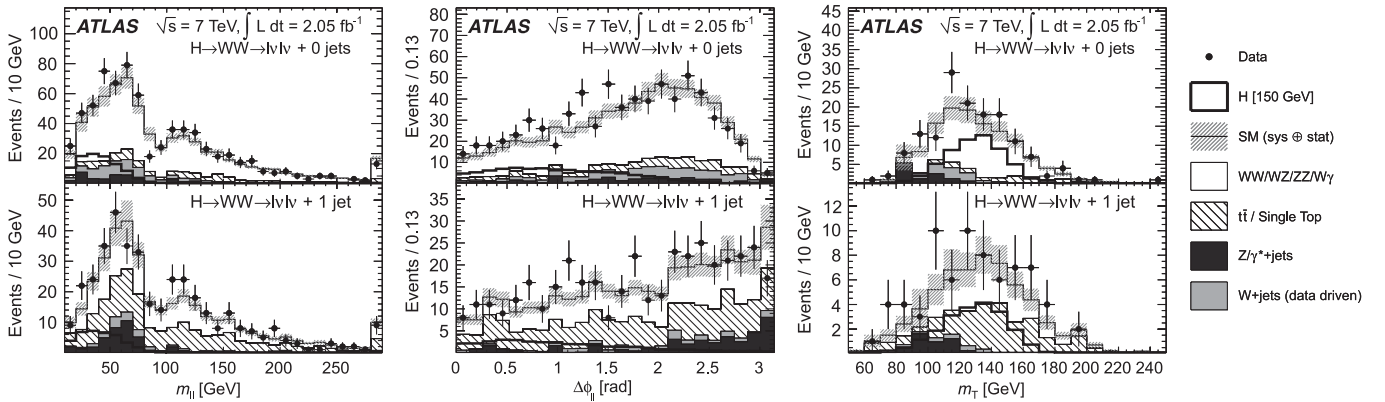 ATLAS √s = 7 TeV, ∫ L dt = 2.05 fb⁻¹
H→WW→lνlν + 0 jets
Events / 10 GeV
100
80
60
40
20
H→WW→lνlν + 1 jet
Events / 10 GeV
50
40
30
20
10
50 100 150 200 250
m_ll [GeV]
ATLAS √s = 7 TeV, ∫ L dt = 2.05 fb⁻¹
H→WW→lνlν + 0 jets
Events / 0.13
70
60
50
40
30
20
10
H→WW→lνlν + 1 jet
Events / 0.13
35
30
25
20
15
10
5
0 0.5 1 1.5 2 2.5 3
Δϕ_ll [rad]
ATLAS √s = 7 TeV, ∫ L dt = 2.05 fb⁻¹
H→WW→lνlν + 0 jets
Events / 10 GeV
45
40
35
30
25
20
15
10
5
H→WW→lνlν + 1 jet
Events / 10 GeV
12
10
8
6
4
2
60 80 100 120 140 160 180 200 220 240
m_T [GeV]
Data
H [150 GeV]
SM (sys ⊕ stat)
WW/WZ/ZZ/Wγ
tt̄ / Single Top
Z/γ*+jets
W+jets (data driven)